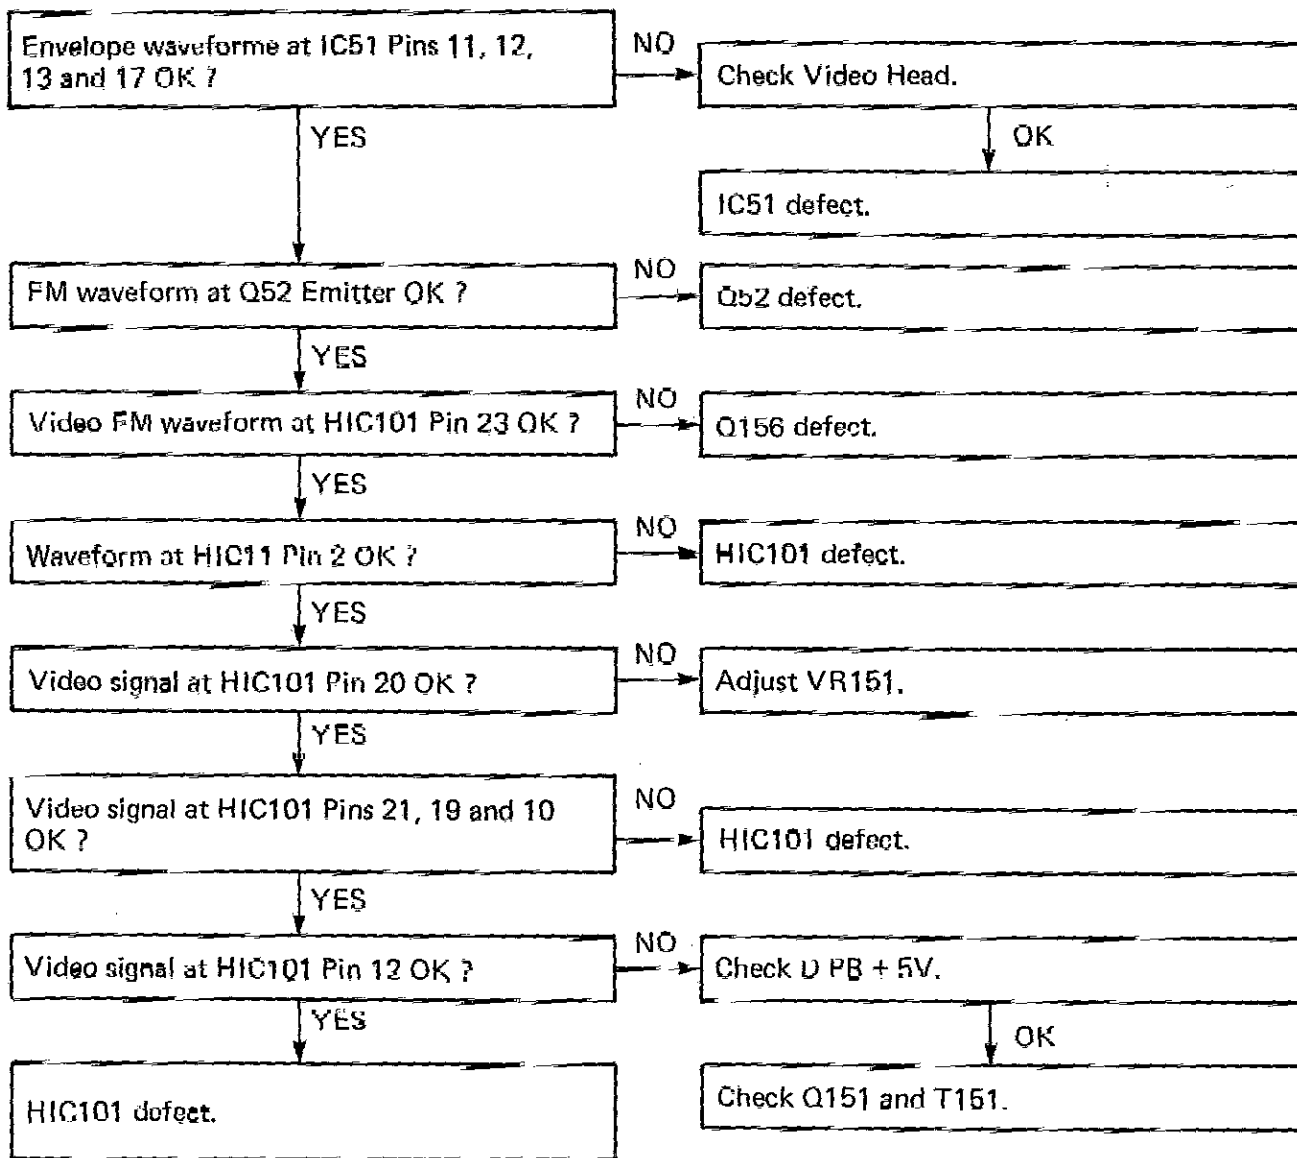 Envelope waveforme at IC51 Pins 11, 12,
13 and 17 OK ?
NO
Check Video Head.
YES
OK
IC51 defect.
FM waveform at Q52 Emitter OK ?
NO
Q52 defect.
YES
Video FM waveform at HIC101 Pin 23 OK ?
NO
Q156 defect.
YES
Waveform at HIC11 Pin 2 OK ?
NO
HIC101 defect.
YES
Video signal at HIC101 Pin 20 OK ?
NO
Adjust VR151.
YES
Video signal at HIC101 Pins 21, 19 and 10
OK ?
NO
HIC101 defect.
YES
Video signal at HIC101 Pin 12 OK ?
NO
Check D PB + 5V.
YES
OK
HIC101 defect.
Check Q151 and T151.